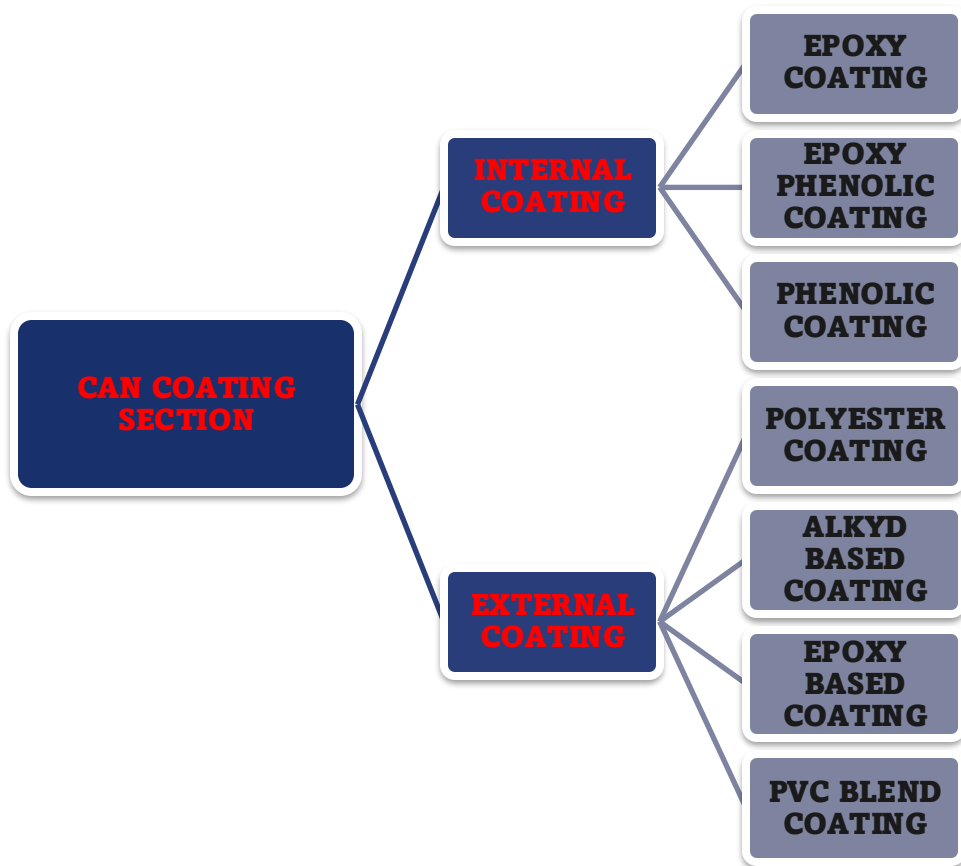 CAN COATING
SECTION
INTERNAL
COATING
EPOXY
COATING
EPOXY
PHENOLIC
COATING
PHENOLIC
COATING
EXTERNAL
COATING
POLYESTER
COATING
ALKYD
BASED
COATING
EPOXY
BASED
COATING
PVC BLEND
COATING